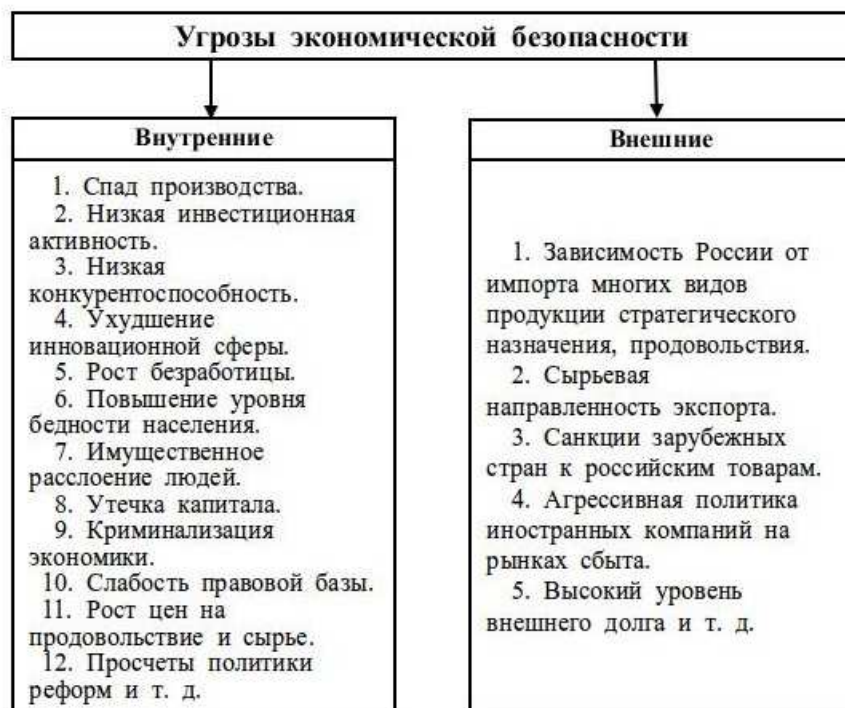 Угрозы экономической безопасности
Внутренние
1. Спад производства.
2. Низкая инвестиционная
активность.
3. Низкая
конкурентоспособность.
4. Ухудшение
инновационной сферы.
5. Рост безработицы.
6. Повышение уровня
бедности населения.
7. Имущественное
расслоение людей.
8. Утечка капитала.
9. Криминализация
экономики.
10. Слабость правовой базы.
11. Рост цен на
продовольствие и сырье.
12. Просчеты политики
реформ и т. д.
Внешние
1. Зависимость России от
импорта многих видов
продукции стратегического
назначения, продовольствия.
2. Сырьевая
направленность экспорта.
3. Санкции зарубежных
стран к российским товарам.
4. Агрессивная политика
иностранных компаний на
рынках сбыта.
5. Высокий уровень
внешнего долга и т. д.